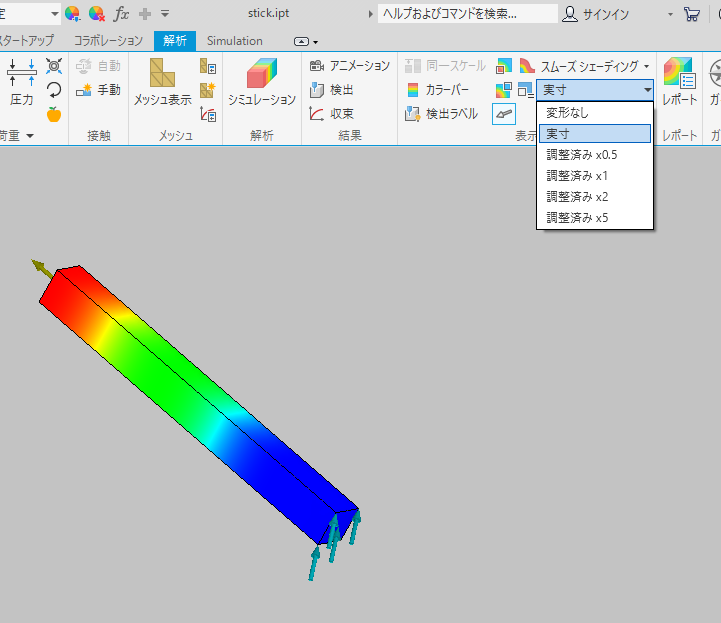 定
fx
stick.ipt
ヘルプおよびコマンドを検索...
サインイン
スタートアップ
コラボレーション
解析
Simulation
圧力
荷重
自動
手動
接触
メッシュ表示
メッシュ
シミュレーション
解析
アニメーション
検出
収束
結果
同一スケール
カラーバー
検出ラベル
スムーズ シェーディング
実寸
表示
変形なし
実寸
調整済み x0.5
調整済み x1
調整済み x2
調整済み x5
レポート
レポート
ガ
ガ